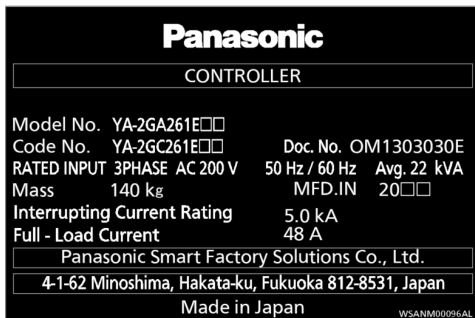 Panasonic
CONTROLLER
Model No. YA-2GA261E□□
Code No. YA-2GC261E□□ Doc. No. OM1303030E
RATED INPUT 3PHASE AC 200 V 50 Hz / 60 Hz Avg. 22 kVA
Mass 140 kg MFD.IN 20□□
Interrupting Current Rating 5.0 kA
Full - Load Current 48 A
Panasonic Smart Factory Solutions Co., Ltd.
4-1-62 Minoshima, Hakata-ku, Fukuoka 812-8531, Japan
Made in Japan
WSANM00096AL